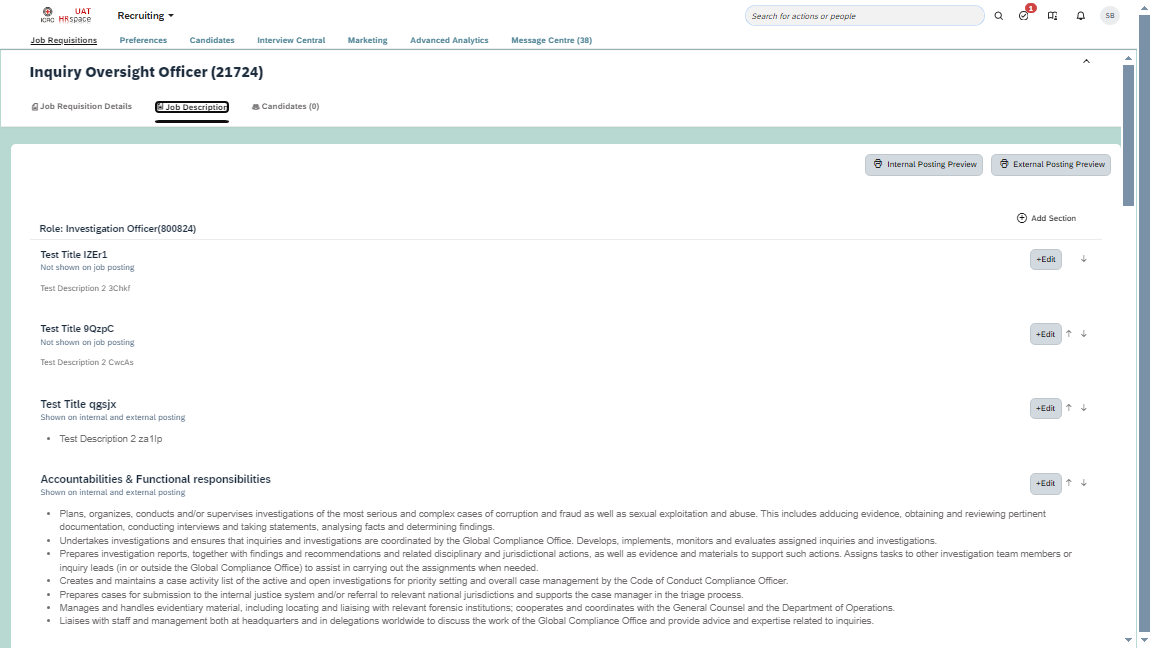 ICRC UAT HRspace
Recruiting
Search for actions or people
1
SB
Job Requisitions
Preferences
Candidates
Interview Central
Marketing
Advanced Analytics
Message Centre (38)
Inquiry Oversight Officer (21724)
Job Requisition Details
Job Description
Candidates (0)
Internal Posting Preview
External Posting Preview
Add Section
Role: Investigation Officer(800824)
Test Title IZEr1
Not shown on job posting
+Edit
Test Description 2 3Chkf
Test Title 9QzpC
Not shown on job posting
+Edit
Test Description 2 CwcAs
Test Title qgsjx
Shown on internal and external posting
+Edit
• Test Description 2 za1lp
Accountabilities & Functional responsibilities
Shown on internal and external posting
+Edit
• Plans, organizes, conducts and/or supervises investigations of the most serious and complex cases of corruption and fraud as well as sexual exploitation and abuse. This includes adducing evidence, obtaining and reviewing pertinent
documentation, conducting interviews and taking statements, analysing facts and determining findings.
• Undertakes investigations and ensures that inquiries and investigations are coordinated by the Global Compliance Office. Develops, implements, monitors and evaluates assigned inquiries and investigations.
• Prepares investigation reports, together with findings and recommendations and related disciplinary and jurisdictional actions, as well as evidence and materials to support such actions. Assigns tasks to other investigation team members or
inquiry leads (in or outside the Global Compliance Office) to assist in carrying out the assignments when needed.
• Creates and maintains a case activity list of the active and open investigations for priority setting and overall case management by the Code of Conduct Compliance Officer.
• Prepares cases for submission to the internal justice system and/or referral to relevant national jurisdictions and supports the case manager in the triage process.
• Manages and handles evidentiary material, including locating and liaising with relevant forensic institutions; cooperates and coordinates with the General Counsel and the Department of Operations.
• Liaises with staff and management both at headquarters and in delegations worldwide to discuss the work of the Global Compliance Office and provide advice and expertise related to inquiries.